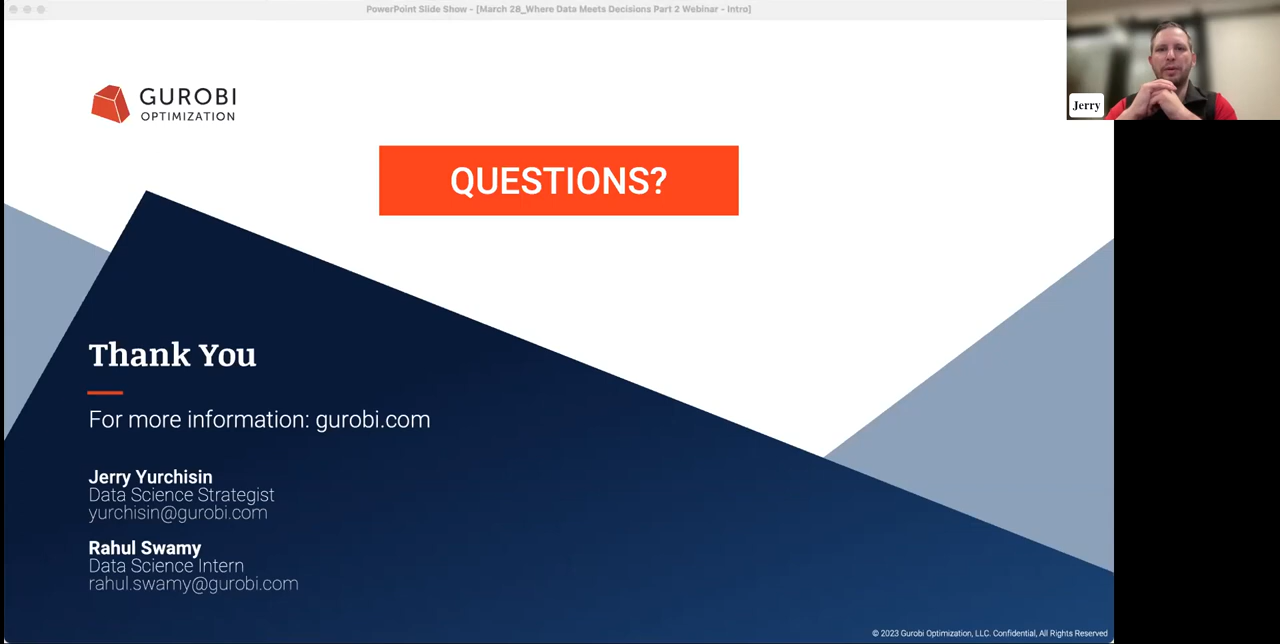 PowerPoint Slide Show - [March 28_Where Data Meets Decisions Part 2 Webinar - Intro]
GUROBI
OPTIMIZATION
Jerry
QUESTIONS?
Thank You
For more information: gurobi.com
Jerry Yurchisin
Data Science Strategist
yurchisin@gurobi.com
Rahul Swamy
Data Science Intern
rahul.swamy@gurobi.com
© 2023 Gurobi Optimization, LLC. Confidential, All Rights Reserved